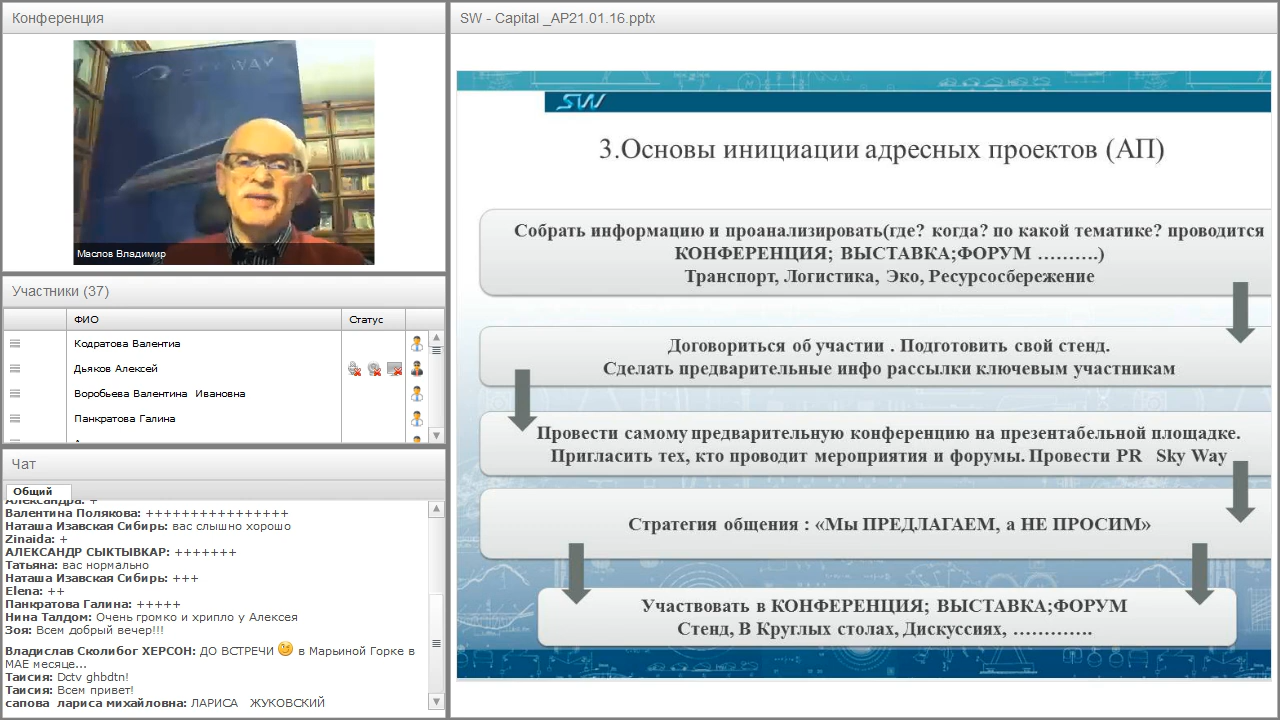 Конференция
SKY WAY
Маслов Владимир
Участники (37)
ФИО
Статус
Кодратова Валентиа
Дьяков Алексей
Воробьева Валентина Ивановна
Панкратова Галина
Чат
Общий
Александра: +
Валентина Полякова: ++++++++++++++++
Наташа Изавская Сибирь: вас слышно хорошо
Zinaida: +
АЛЕКСАНДР СЫКТЫВКАР: +++++++
Татьяна: вас нормально
Наташа Изавская Сибирь: +++
Elena: ++
Панкратова Галина: +++++
Нина Талдом: Очень громко и хрипло у Алексея
Зоя: Всем добрый вечер!!!
Владислав Сколибог ХЕРСОН: ДО ВСТРЕЧИ в Марьиной Горке в
МАЕ месяце...
Таисия: Dctv ghbdtn!
Таисия: Всем привет!
сапова лариса михайловна: ЛАРИСА ЖУКОВСКИЙ
SW - Capital _AP21.01.16.pptx
SW
3.Основы инициации адресных проектов (АП)
Собрать информацию и проанализировать(где? когда? по какой тематике? проводится
КОНФЕРЕНЦИЯ; ВЫСТАВКА;ФОРУМ ……….)
Транспорт, Логистика, Эко, Ресурсосбережение
Договориться об участии . Подготовить свой стенд.
Сделать предварительные инфо рассылки ключевым участникам
Провести самому предварительную конференцию на презентабельной площадке.
Пригласить тех, кто проводит мероприятия и форумы. Провести PR Sky Way
Стратегия общения : «Мы ПРЕДЛАГАЕМ, а НЕ ПРОСИМ»
Участвовать в КОНФЕРЕНЦИЯ; ВЫСТАВКА;ФОРУМ
Стенд, В Круглых столах, Дискуссиях, ………….